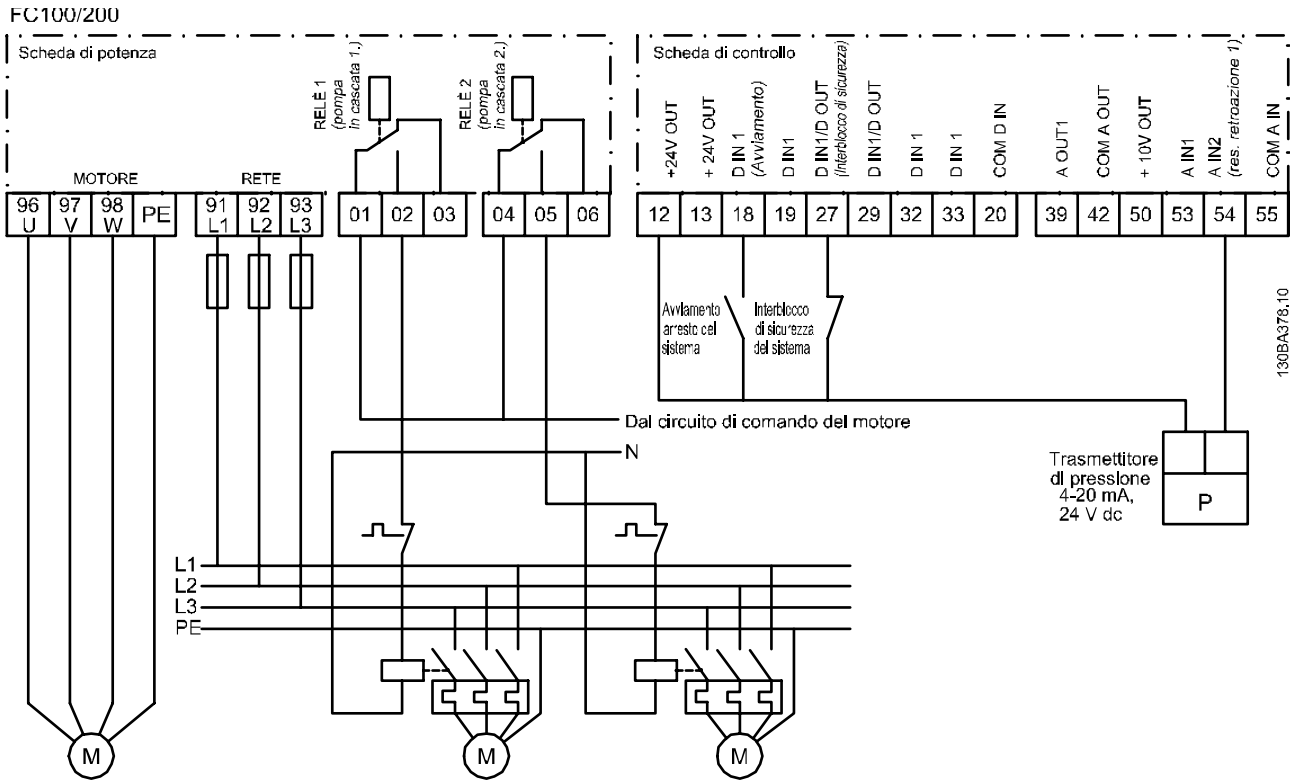 FC100/200
Scheda di potenza
RELÈ 1
(pompa
in cascata 1.)
RELÈ 2
(pompa
in cascata 2.)
MOTORE
RETE
96 97 98 PE
U V W
91 92 93
L1 L2 L3
01 02 03
04 05 06
Scheda di controllo
+24V OUT
+ 24V OUT
D IN 1
(Avviamento)
D IN1
D IN1/D OUT
(Interblocco di sicurezza)
D IN1/D OUT
D IN 1
D IN 1
COM D IN
A OUT1
COM A OUT
+ 10V OUT
A IN1
A IN2
(res. retroazione 1)
COM A IN
12 13 18 19 27 29 32 33 20
39 42 50 53 54 55
Avviamento
arresto cel
sistema
Interblocco
di sicurezza
del sistema
130BA378.10
Dal circuito di comando del motore
N
Trasmettitore
di pressione
4-20 mA,
24 V dc
P
L1
L2
L3
PE
M
M
M